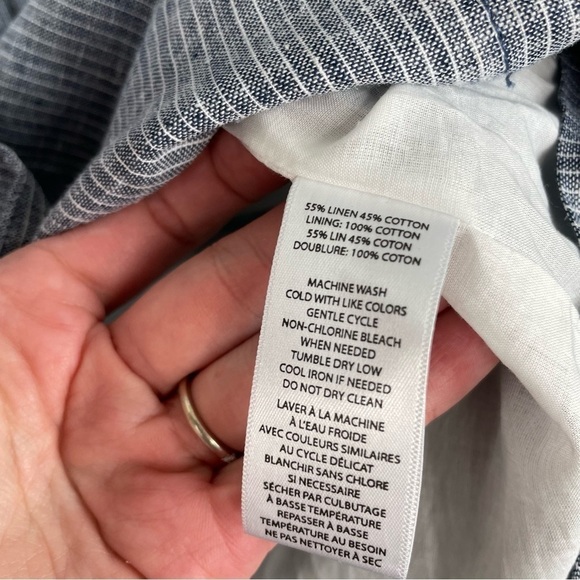 55% LINEN 45% COTTON
LINING: 100% COTTON
55% LIN 45% COTON
DOUBLURE: 100% COTON
MACHINE WASH
COLD WITH LIKE COLORS
GENTLE CYCLE
NON-CHLORINE BLEACH
WHEN NEEDED
TUMBLE DRY LOW
COOL IRON IF NEEDED
DO NOT DRY CLEAN
LAVER À LA MACHINE
À L'EAU FROIDE
AVEC COULEURS SIMILAIRES
AU CYCLE DÉLICAT
BLANCHIR SANS CHLORE
SI NECESSAIRE
SÉCHER PAR CULBUTAGE
À BASSE TEMPÉRATURE
REPASSER À BASSE
TEMPÉRATURE AU BESOIN
NE PAS NETTOYER À SEC